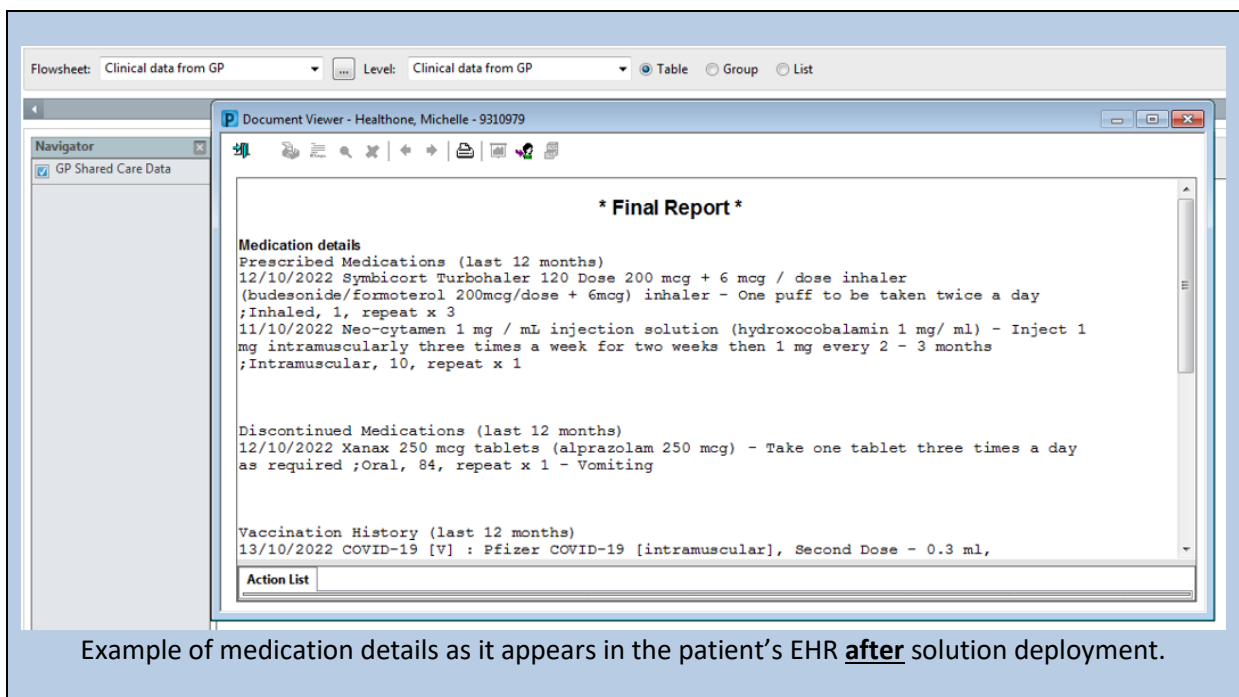 Flowsheet: Clinical data from GP ... Level: Clinical data from GP Table Group List
Document Viewer - Healthone, Michelle - 9310979
Navigator
GP Shared Care Data
* Final Report *
Medication details
Prescribed Medications (last 12 months)
12/10/2022 Symbicort Turbohaler 120 Dose 200 mcg + 6 mcg / dose inhaler
(budesonide/formoterol 200mcg/dose + 6mcg) inhaler - One puff to be taken twice a day
;Inhaled, 1, repeat x 3
11/10/2022 Neo-cytamen 1 mg / mL injection solution (hydroxocobalamin 1 mg/ ml) - Inject 1
mg intramuscularly three times a week for two weeks then 1 mg every 2 - 3 months
;Intramuscular, 10, repeat x 1
Discontinued Medications (last 12 months)
12/10/2022 Xanax 250 mcg tablets (alprazolam 250 mcg) - Take one tablet three times a day
as required ;Oral, 84, repeat x 1 - Vomiting
Vaccination History (last 12 months)
13/10/2022 COVID-19 [V] : Pfizer COVID-19 [intramuscular], Second Dose - 0.3 ml,
Action List
Example of medication details as it appears in the patient's EHR after solution deployment.